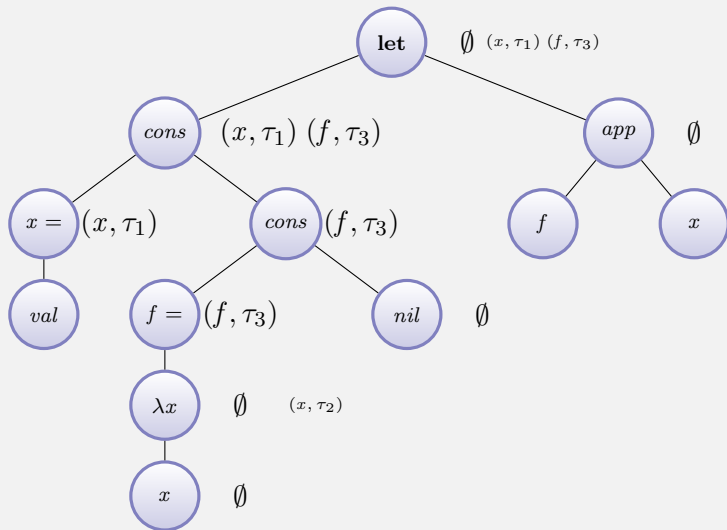 let ∅ (x, τ₁) (f, τ₃)
cons (x, τ₁) (f, τ₃) app ∅
x = (x, τ₁) cons (f, τ₃) f x
val f = (f, τ₃) nil ∅
λx ∅ (x, τ₂)
x ∅